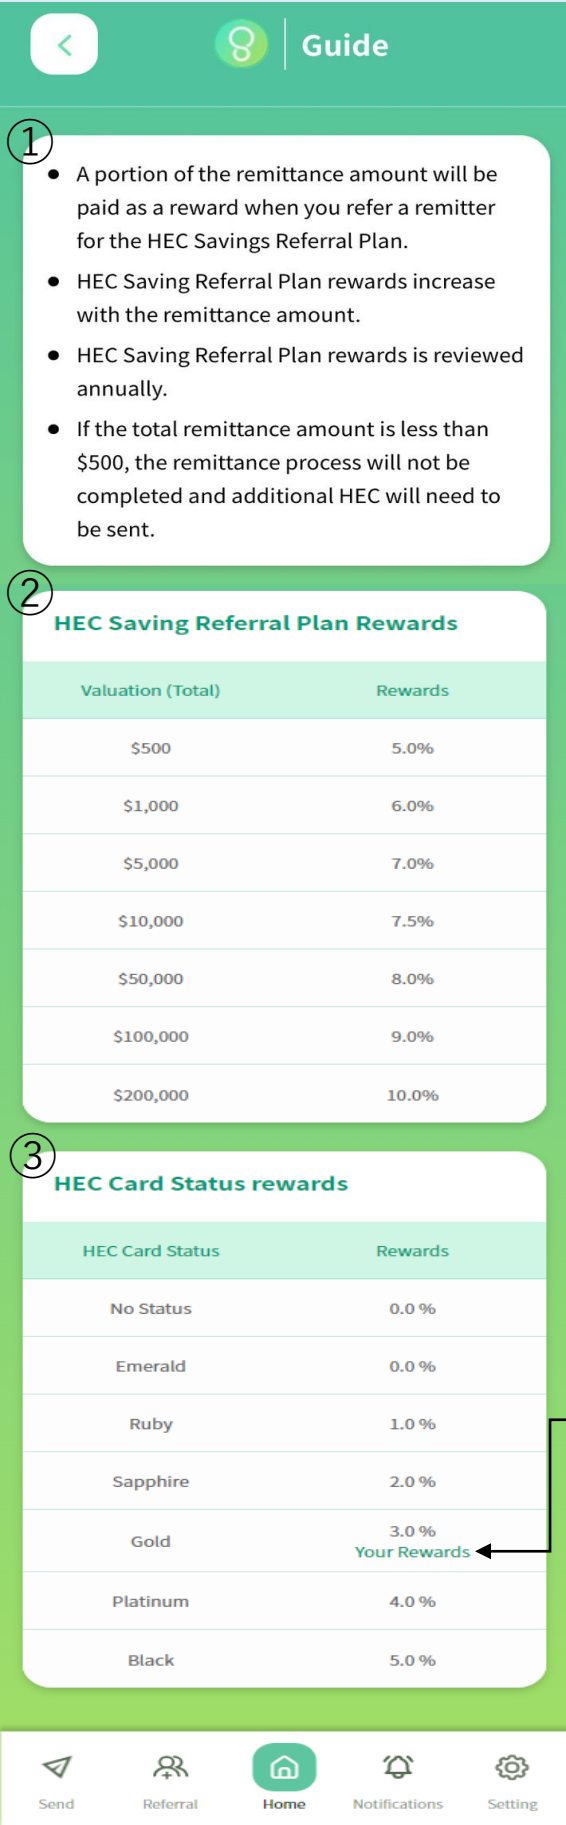 Guide
①
• A portion of the remittance amount will be
paid as a reward when you refer a remitter
for the HEC Savings Referral Plan.
• HEC Saving Referral Plan rewards increase
with the remittance amount.
• HEC Saving Referral Plan rewards is reviewed
annually.
• If the total remittance amount is less than
$500, the remittance process will not be
completed and additional HEC will need to
be sent.
②
HEC Saving Referral Plan Rewards
Valuation (Total) Rewards
$500 5.0%
$1,000 6.0%
$5,000 7.0%
$10,000 7.5%
$50,000 8.0%
$100,000 9.0%
$200,000 10.0%
③
HEC Card Status rewards
HEC Card Status Rewards
No Status 0.0 %
Emerald 0.0 %
Ruby 1.0 %
Sapphire 2.0 %
Gold 3.0 %
Your Rewards
Platinum 4.0 %
Black 5.0 %
Send Referral Home Notifications Setting